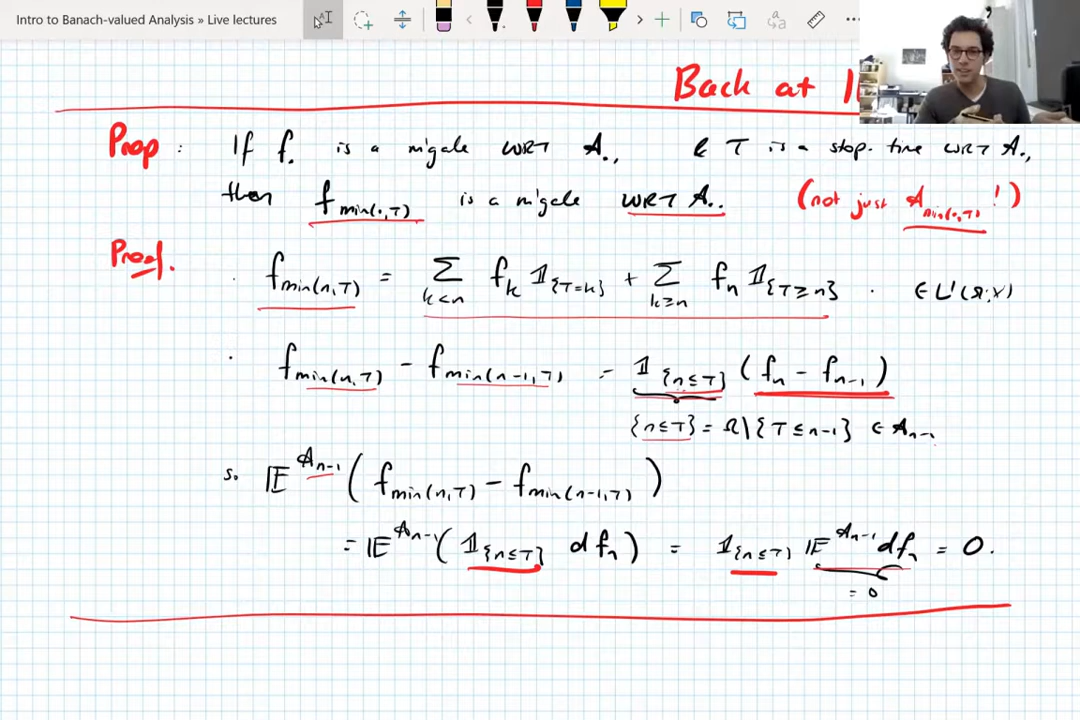 Intro to Banach-valued Analysis » Live lectures
Back at
Prop : If f. is a m'gale WRT 𝒜., & T is a stop. time WRT 𝒜.,
then f_min(·,T) is a m'gale WRT 𝒜.. (not just 𝒜_min(·,T) !)
Proof.
· f_min(n,T) = Σ_{k<n} f_k 𝟙_{T=k} + Σ_{k≥n} f_n 𝟙_{T≥n} . ∈ L¹(Ω;X)
· f_min(n,T) − f_min(n−1,T) = 𝟙_{n≤T} (f_n − f_{n−1})
{n≤T} = Ω\{T≤n−1} ∈ 𝒜_{n−1}
so 𝔼^{𝒜_{n−1}} ( f_min(n,T) − f_min(n−1,T) )
= 𝔼^{𝒜_{n−1}} ( 𝟙_{n≤T} df_n ) = 𝟙_{n≤T} 𝔼^{𝒜_{n−1}} df_n = 0.
= 0